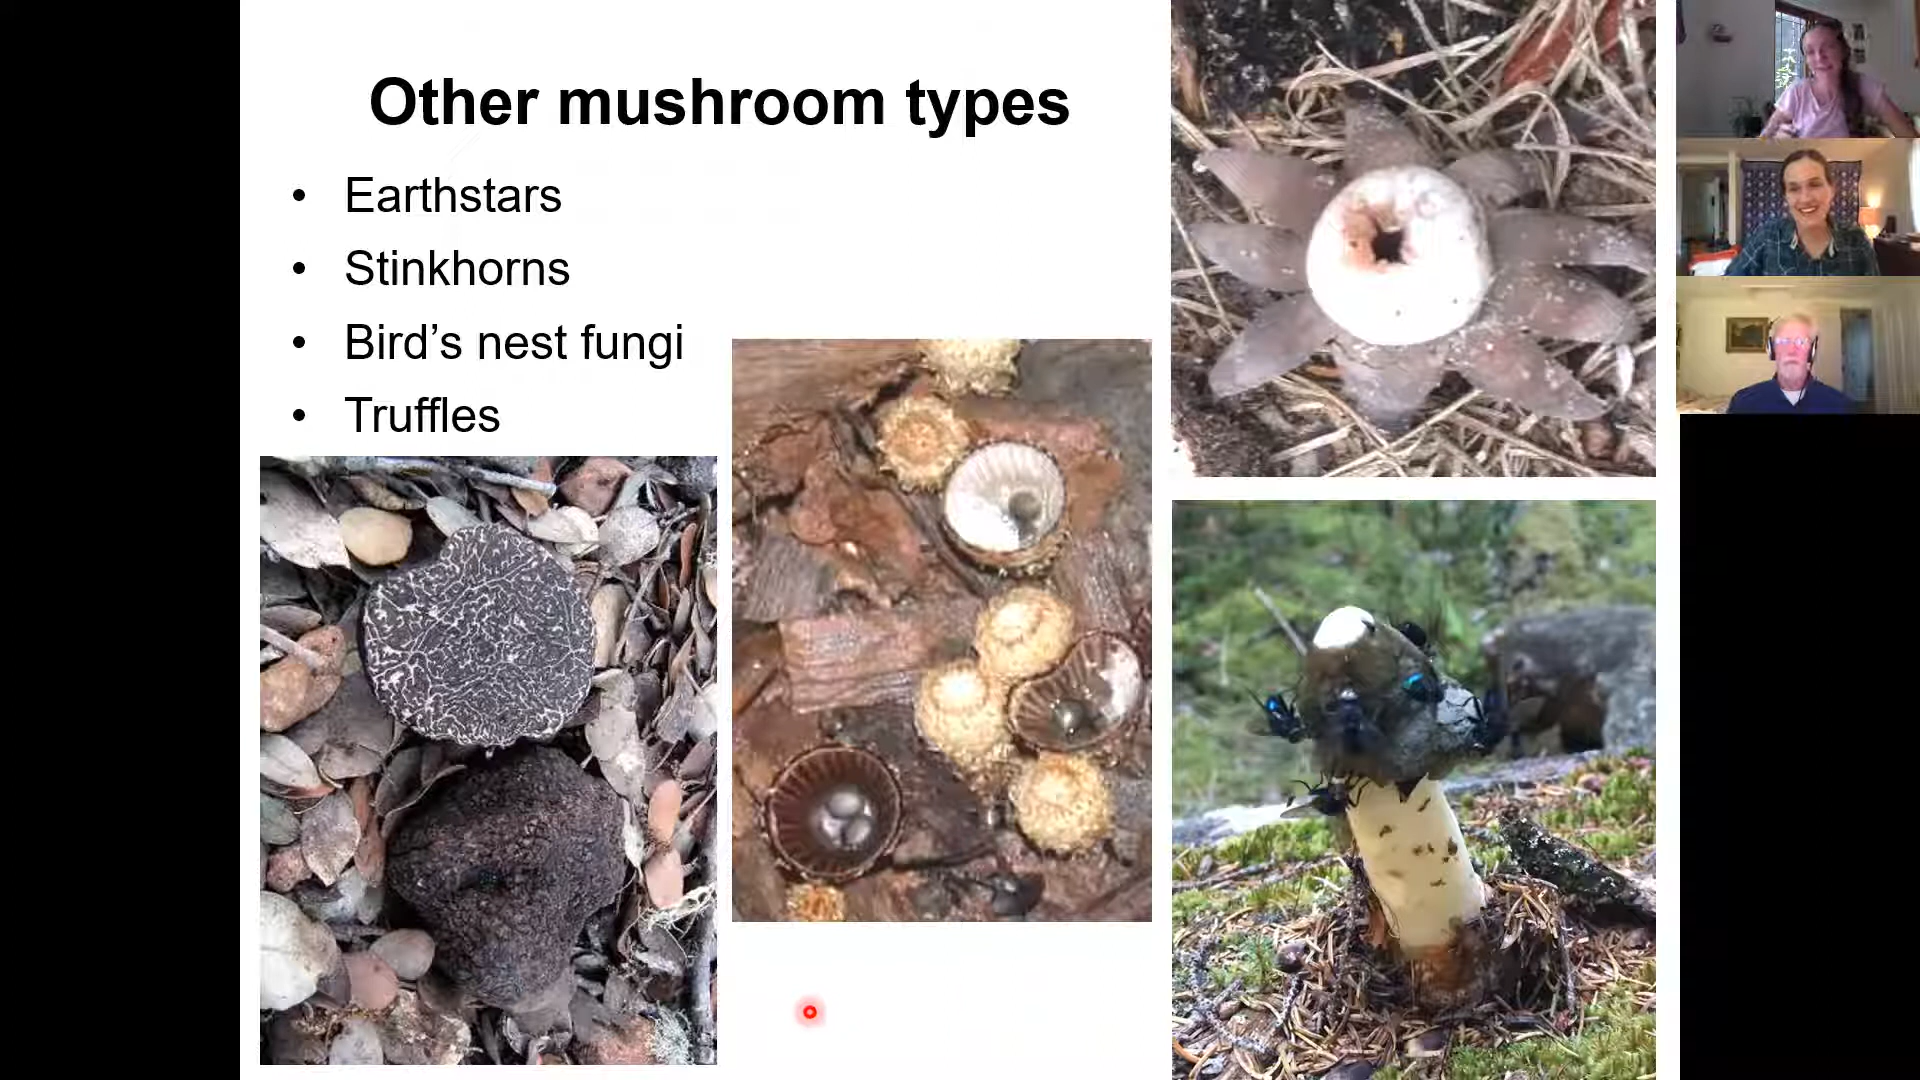 Other mushroom types
• Earthstars
• Stinkhorns
• Bird’s nest fungi
• Truffles